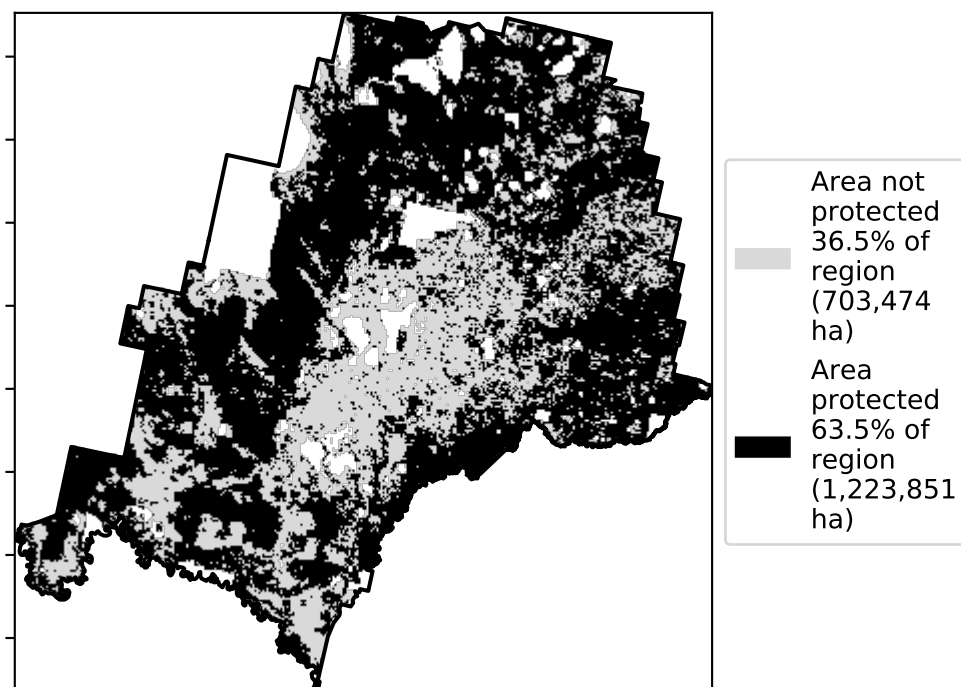 Area not
protected
36.5% of
region
(703,474
ha)
Area
protected
63.5% of
region
(1,223,851
ha)